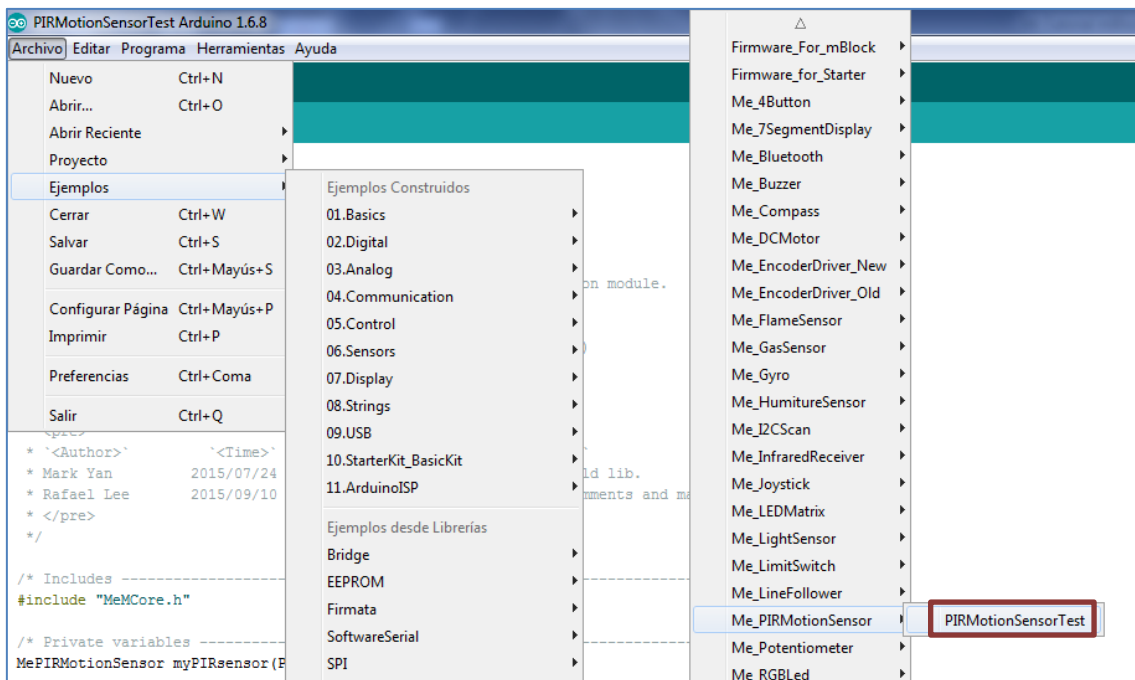 PIRMotionSensorTest Arduino 1.6.8
Archivo Editar Programa Herramientas Ayuda
Nuevo Ctrl+N
Abrir... Ctrl+O
Abrir Reciente
Proyecto
Ejemplos
Cerrar Ctrl+W
Salvar Ctrl+S
Guardar Como... Ctrl+Mayús+S
Configurar Página Ctrl+Mayús+P
Imprimir Ctrl+P
Preferencias Ctrl+Coma
Salir Ctrl+Q
Ejemplos Construidos
01.Basics
02.Digital
03.Analog
04.Communication
05.Control
06.Sensors
07.Display
08.Strings
09.USB
10.StarterKit_BasicKit
11.ArduinoISP
Ejemplos desde Librerías
Bridge
EEPROM
Firmata
SoftwareSerial
SPI
Firmware_For_mBlock
Firmware_for_Starter
Me_4Button
Me_7SegmentDisplay
Me_Bluetooth
Me_Buzzer
Me_Compass
Me_DCMotor
Me_EncoderDriver_New
Me_EncoderDriver_Old
Me_FlameSensor
Me_GasSensor
Me_Gyro
Me_HumitureSensor
Me_I2CScan
Me_InfraredReceiver
Me_Joystick
Me_LEDMatrix
Me_LightSensor
Me_LimitSwitch
Me_LineFollower
Me_PIRMotionSensor
Me_Potentiometer
Me_RGBLed
PIRMotionSensorTest
on module.
)
<pre>
* `<Author>` `<Time>` `
* Mark Yan 2015/07/24 ld lib.
* Rafael Lee 2015/09/10 mments and ma
* </pre>
*/
/* Includes --------------------
#include "MeMCore.h"
/* Private variables ----------
MePIRMotionSensor myPIRsensor(P